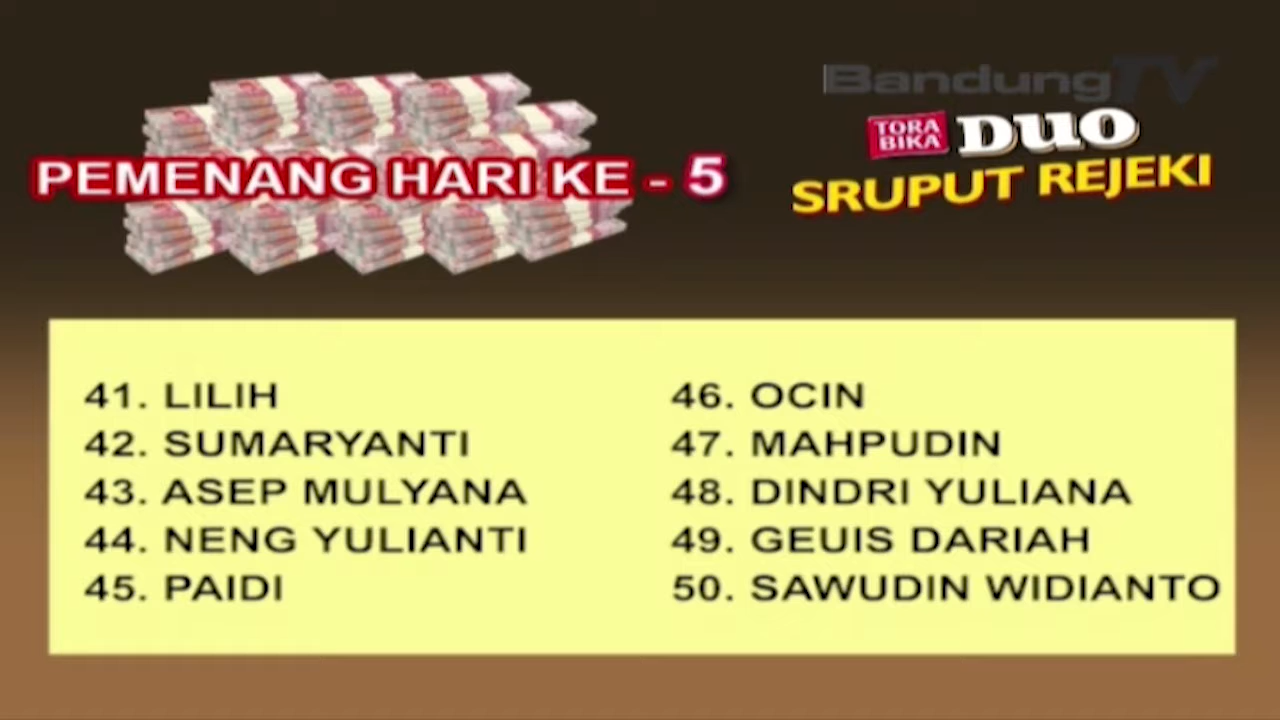 BandungTV
TORA BIKA DUO
SRUPUT REJEKI
PEMENANG HARI KE - 5
41. LILIH
42. SUMARYANTI
43. ASEP MULYANA
44. NENG YULIANTI
45. PAIDI
46. OCIN
47. MAHPUDIN
48. DINDRI YULIANA
49. GEUIS DARIAH
50. SAWUDIN WIDIANTO